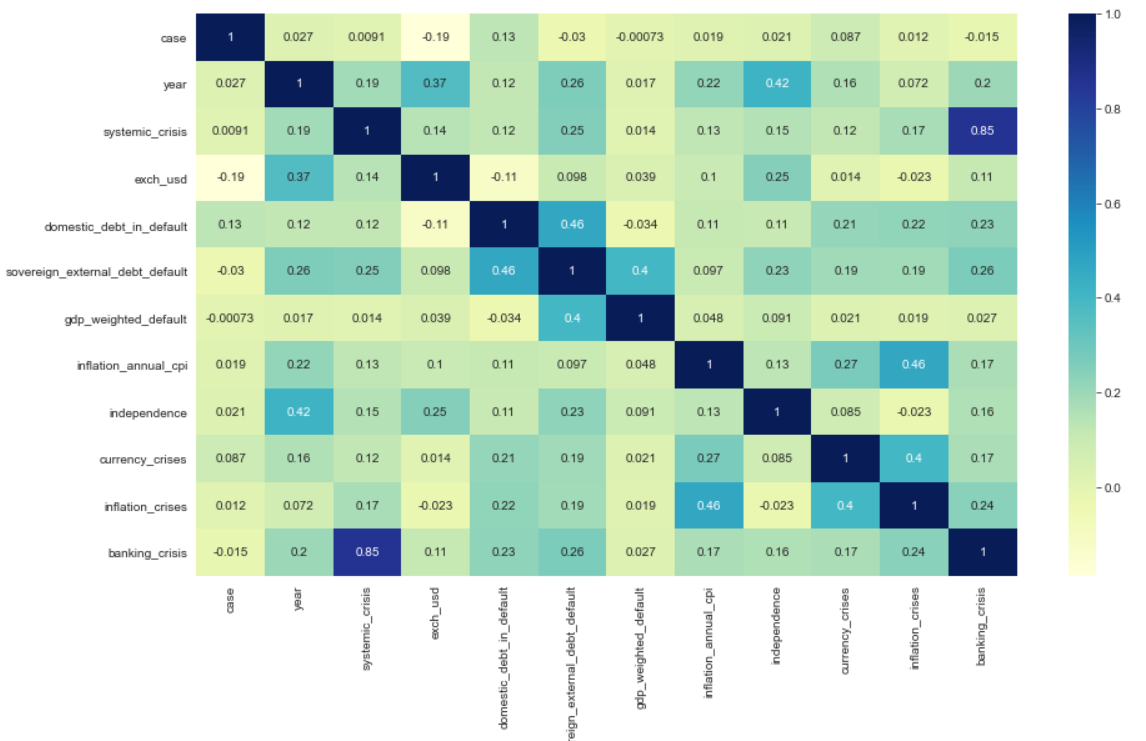 case 1 0.027 0.0091 -0.19 0.13 -0.03 -0.00073 0.019 0.021 0.087 0.012 -0.015
year 0.027 1 0.19 0.37 0.12 0.26 0.017 0.22 0.42 0.16 0.072 0.2
systemic_crisis 0.0091 0.19 1 0.14 0.12 0.25 0.014 0.13 0.15 0.12 0.17 0.85
exch_usd -0.19 0.37 0.14 1 -0.11 0.098 0.039 0.1 0.25 0.014 -0.023 0.11
domestic_debt_in_default 0.13 0.12 0.12 -0.11 1 0.46 -0.034 0.11 0.11 0.21 0.22 0.23
sovereign_external_debt_default -0.03 0.26 0.25 0.098 0.46 1 0.4 0.097 0.23 0.19 0.19 0.26
gdp_weighted_default -0.00073 0.017 0.014 0.039 -0.034 0.4 1 0.048 0.091 0.021 0.019 0.027
inflation_annual_cpi 0.019 0.22 0.13 0.1 0.11 0.097 0.048 1 0.13 0.27 0.46 0.17
independence 0.021 0.42 0.15 0.25 0.11 0.23 0.091 0.13 1 0.085 -0.023 0.16
currency_crises 0.087 0.16 0.12 0.014 0.21 0.19 0.021 0.27 0.085 1 0.4 0.17
inflation_crises 0.012 0.072 0.17 -0.023 0.22 0.19 0.019 0.46 -0.023 0.4 1 0.24
banking_crisis -0.015 0.2 0.85 0.11 0.23 0.26 0.027 0.17 0.16 0.17 0.24 1
case
year
systemic_crisis
exch_usd
domestic_debt_in_default
reign_external_debt_default
gdp_weighted_default
inflation_annual_cpi
independence
currency_crises
inflation_crises
banking_crisis
1.0
0.8
0.6
0.4
0.2
0.0